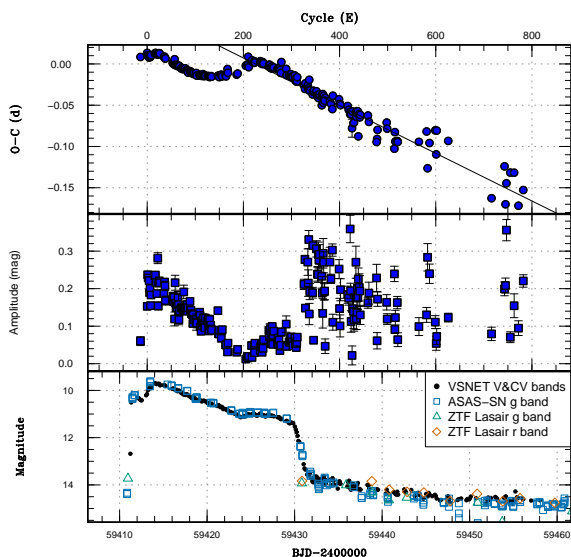 Cycle (E)
0 200 400 600 800
0.00
−0.05
−0.10
−0.15
O−C (d)
0.3
0.2
0.1
0.0
Amplitude (mag)
10
12
14
Magnitude
VSNET V&CV bands
ASAS−SN g band
ZTF Lasair g band
ZTF Lasair r band
59410 59420 59430 59440 59450 59460
BJD−2400000